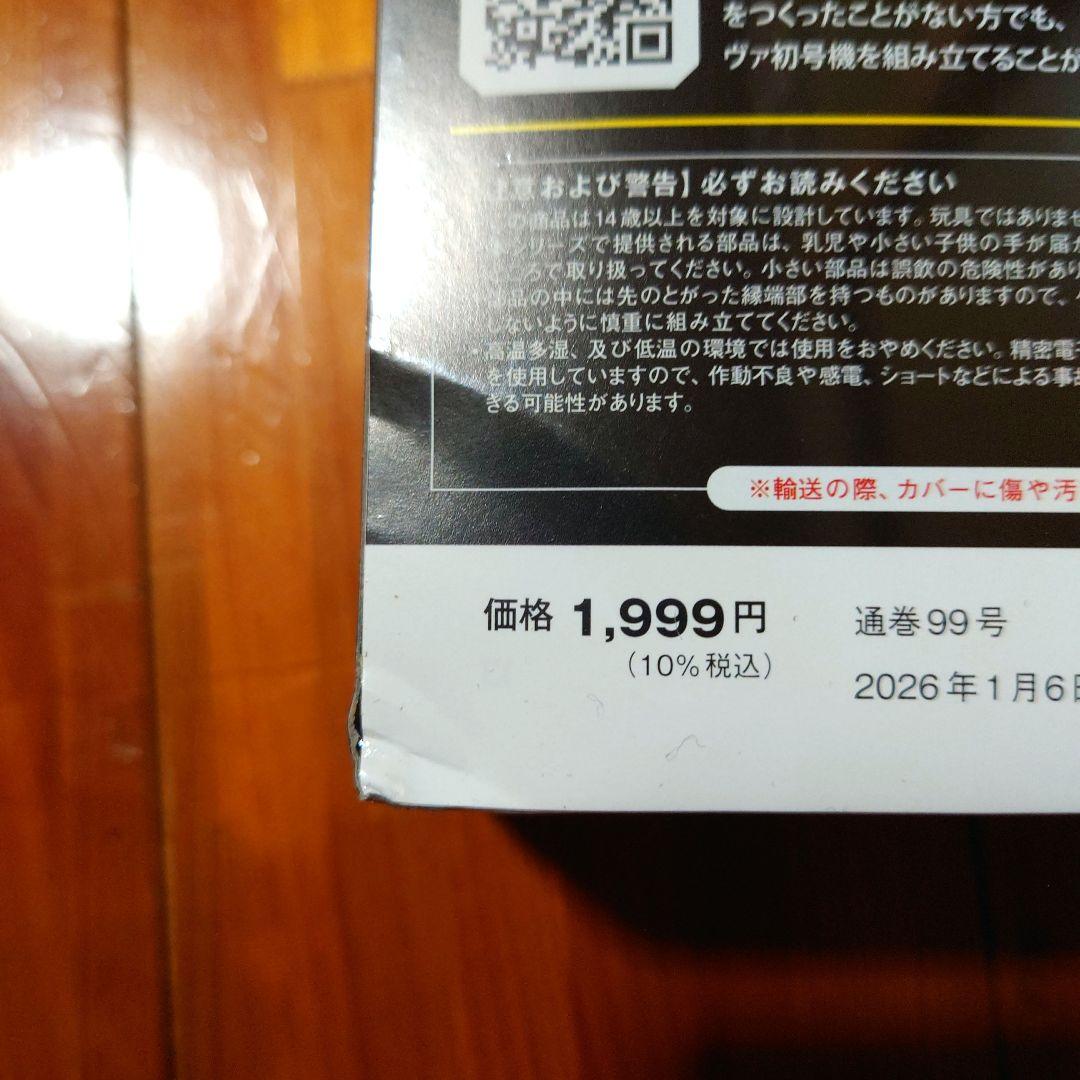 をつくったことがない方でも、
ヴァ初号機を組み立てることが
注意および警告】必ずお読みください
商品は14歳以上を対象に設計しています。玩具ではありませ
シリーズで提供される部品は、乳児や小さい子供の手が届か
ころで取り扱ってください。小さい部品は誤飲の危険性があり
部品の中には先のとがった縁端部を持つものがありますので、
しないように慎重に組み立ててください。
・高温多湿、及び低温の環境では使用をおやめください。精密電子
を使用していますので、作動不良や感電、ショートなどによる事故
ぎる可能性があります。
※輸送の際、カバーに傷や汚
価格 1,999円
(10%税込)
通巻99号
2026年1月6日